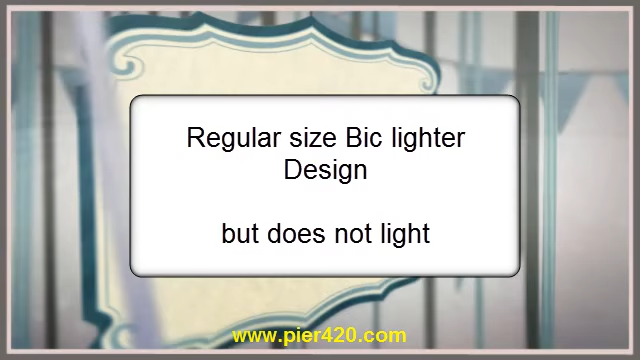 Regular size Bic lighter
Design
but does not light
www.pier420.com